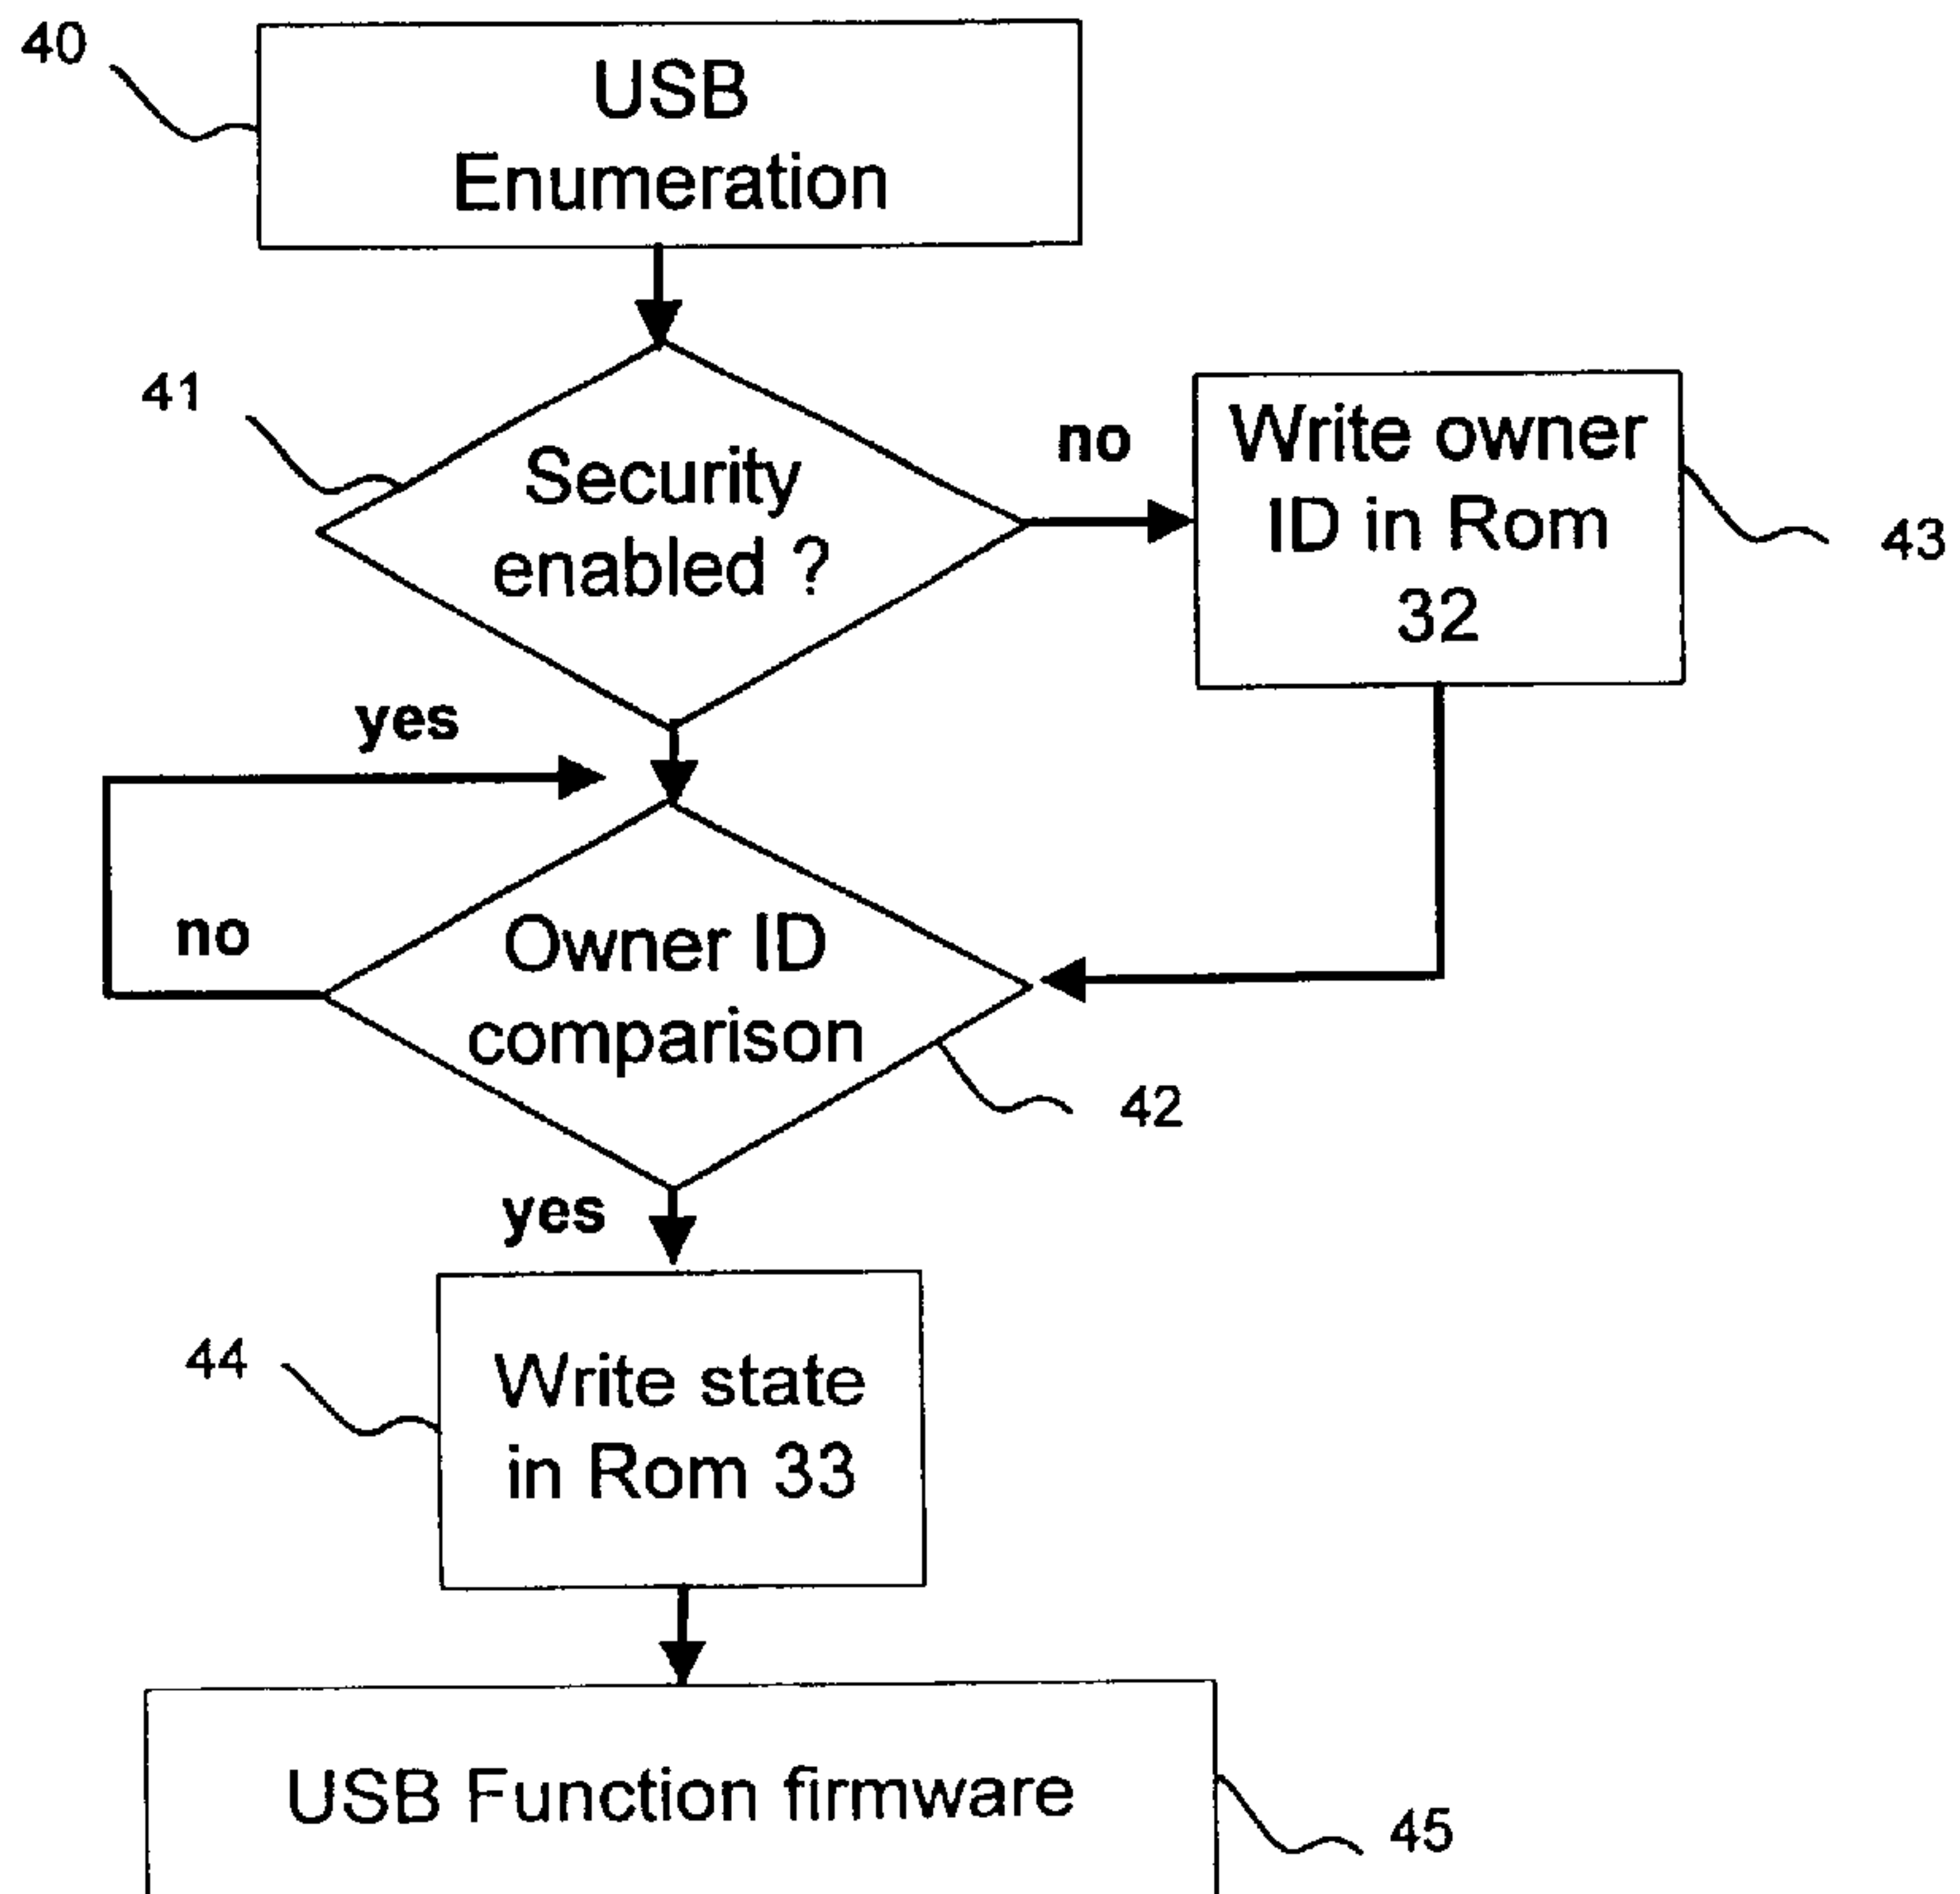 40
USB
Enumeration
41
Security
enabled ?
no
Write owner
ID in Rom
32
43
yes
no
Owner ID
comparison
42
yes
44
Write state
in Rom 33
USB Function firmware
45